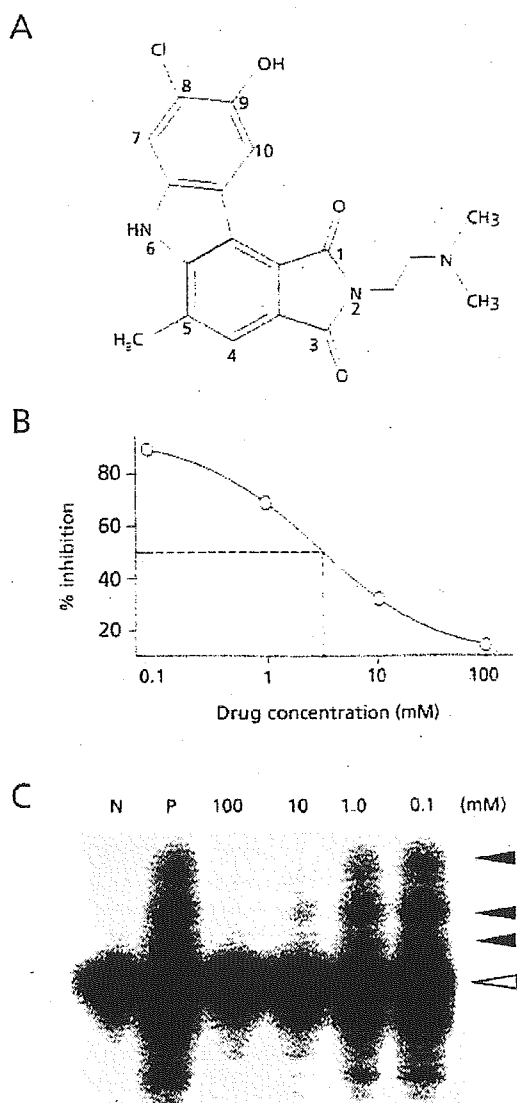 A
Cl
OH
8
9
7
10
O
HN
6
1
CH3
N
N
2
CH3
5
H3C
4
3
O
B
80
60
40
20
% inhibition
0.1 1 10 100
Drug concentration (mM)
C
N P 100 10 1.0 0.1 (mM)